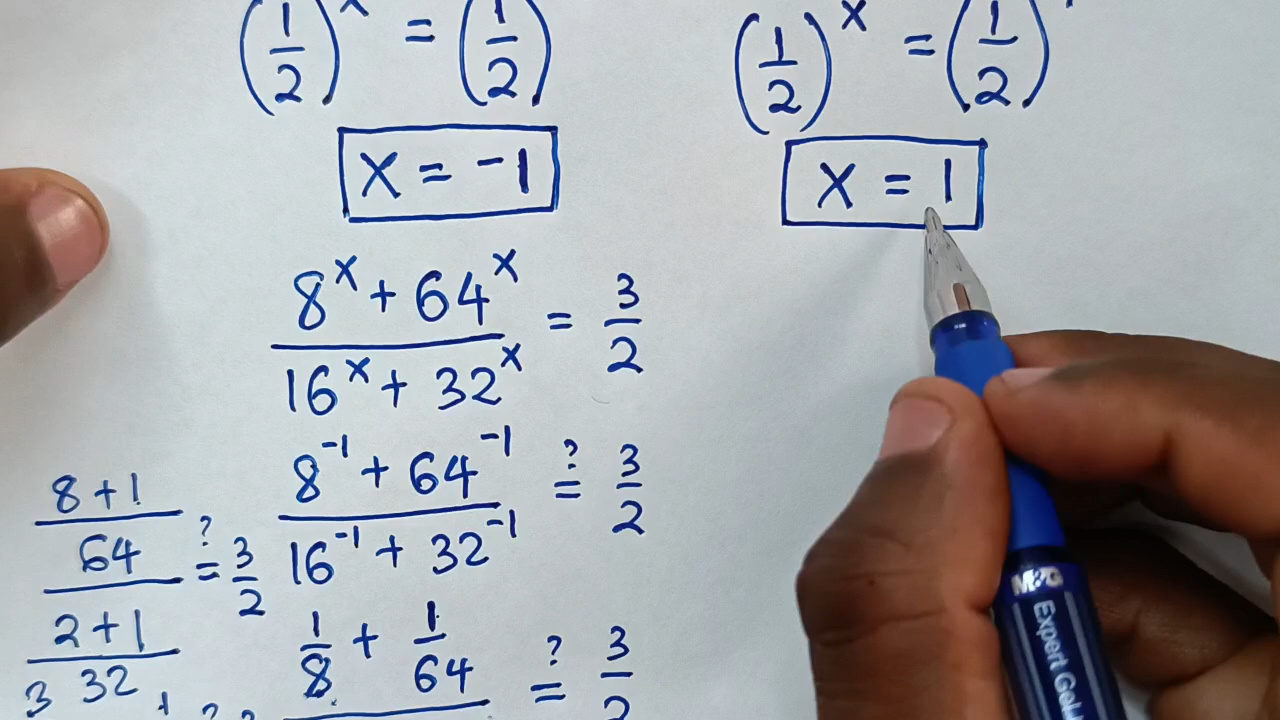 (1/2)^x = (1/2)
(1/2)^x = (1/2)
x = -1
x = 1
(8^x + 64^x)/(16^x + 32^x) = 3/2
(8^-1 + 64^-1)/(16^-1 + 32^-1) ?= 3/2
((8+1)/64)/((2+1)/32) ?= 3/2
1/8 + 1/64 ?= 3/2
3
MPG
Expert Gel